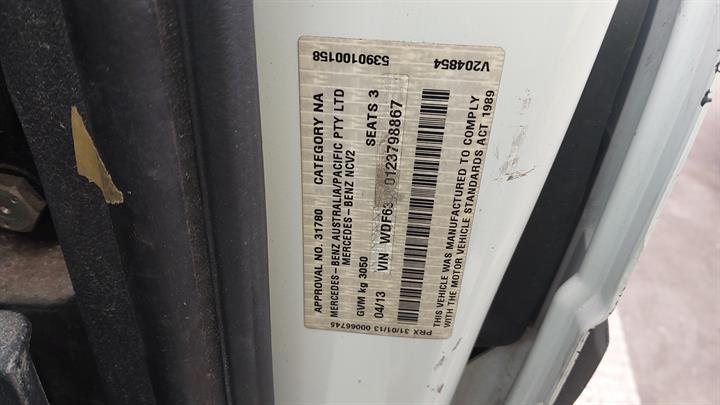 APPROVAL NO. 31780 CATEGORY NA
MERCEDES-BENZ AUSTRALIA/PACIFIC PTY LTD
MERCEDES-BENZ NCV2
GVM kg 3050 SEATS 3
04/13 VIN WDF63 0123798867
THIS VEHICLE WAS MANUFACTURED TO COMPLY
WITH THE MOTOR VEHICLE STANDARDS ACT 1989
PRX 31/01/13 00066745
5390100158 V204854